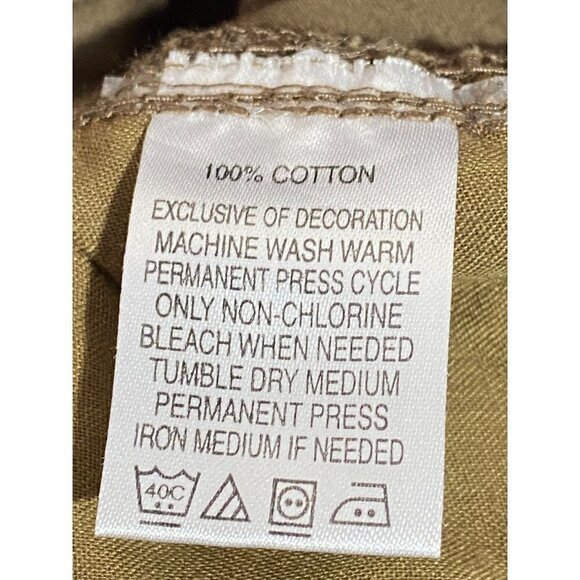 100% COTTON
EXCLUSIVE OF DECORATION
MACHINE WASH WARM
PERMANENT PRESS CYCLE
ONLY NON-CHLORINE
BLEACH WHEN NEEDED
TUMBLE DRY MEDIUM
PERMANENT PRESS
IRON MEDIUM IF NEEDED
40C